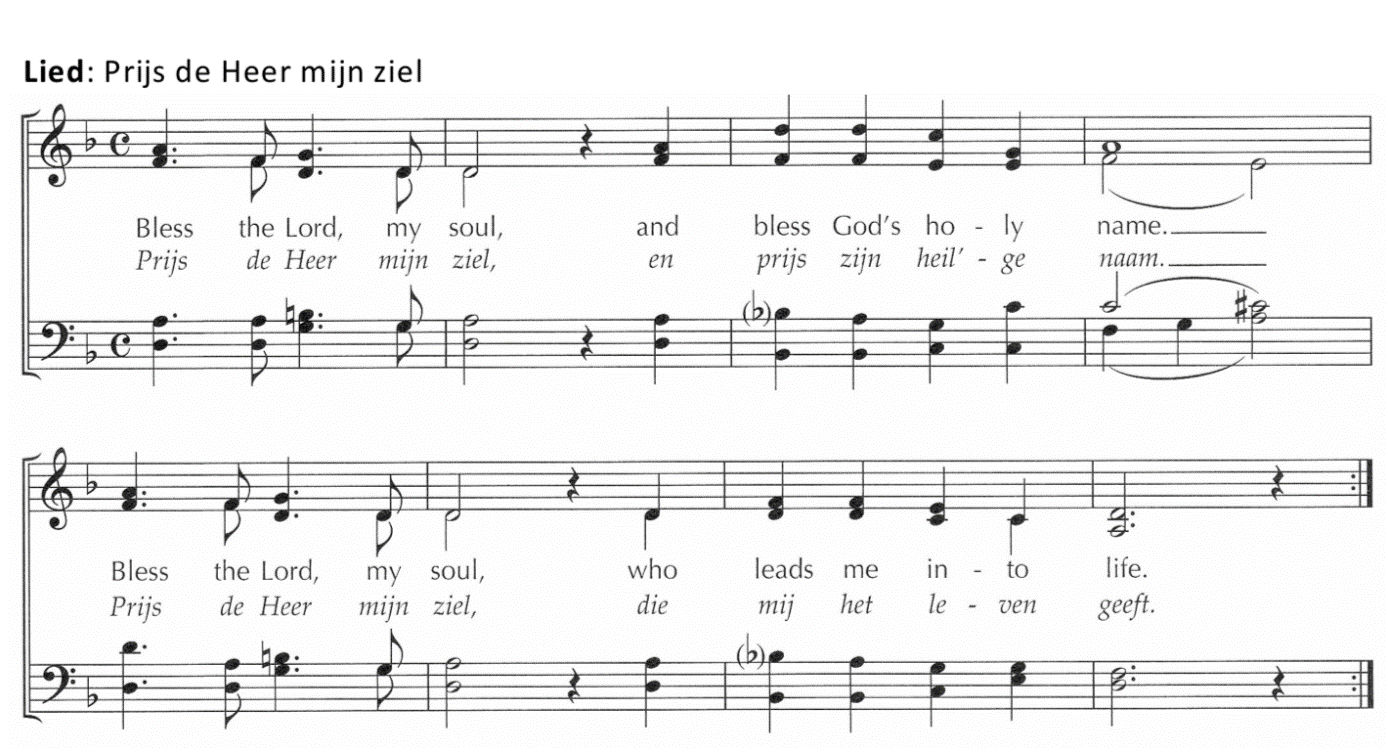 Lied: Prijs de Heer mijn ziel
Bless the Lord, my soul, and bless God's ho - ly name.
Prijs de Heer mijn ziel, en prijs zijn heil' - ge naam.
Bless the Lord, my soul, who leads me in - to life.
Prijs de Heer mijn ziel, die mij het le - ven geeft.